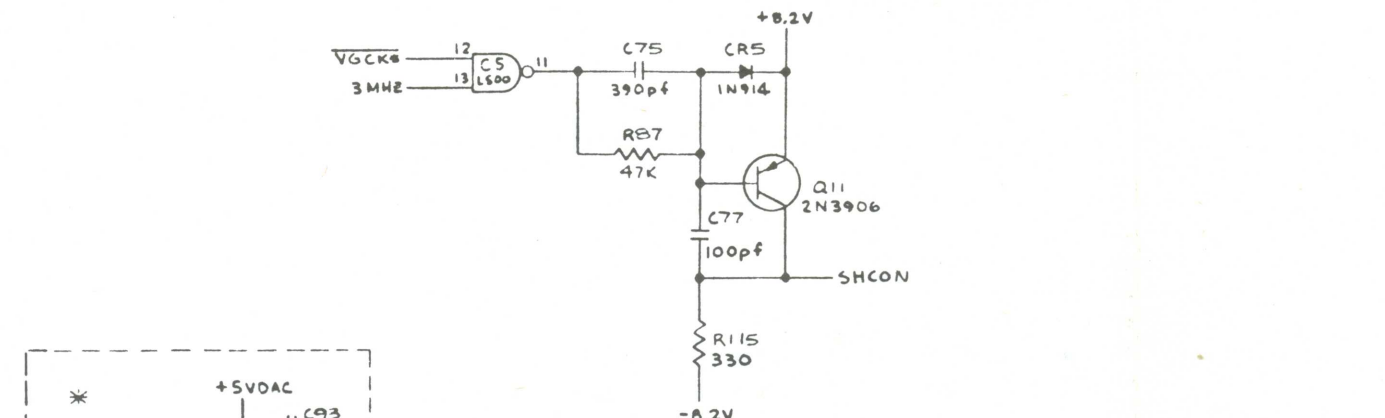 +8.2V
VGCKS 12 C5 11 C75 CR5
3MHZ 13 LS00 390pf 1N914
R87
47K
Q11
2N3906
C77
100pf
SHCON
R115
330
* +5VDAC
C93
-8.2V